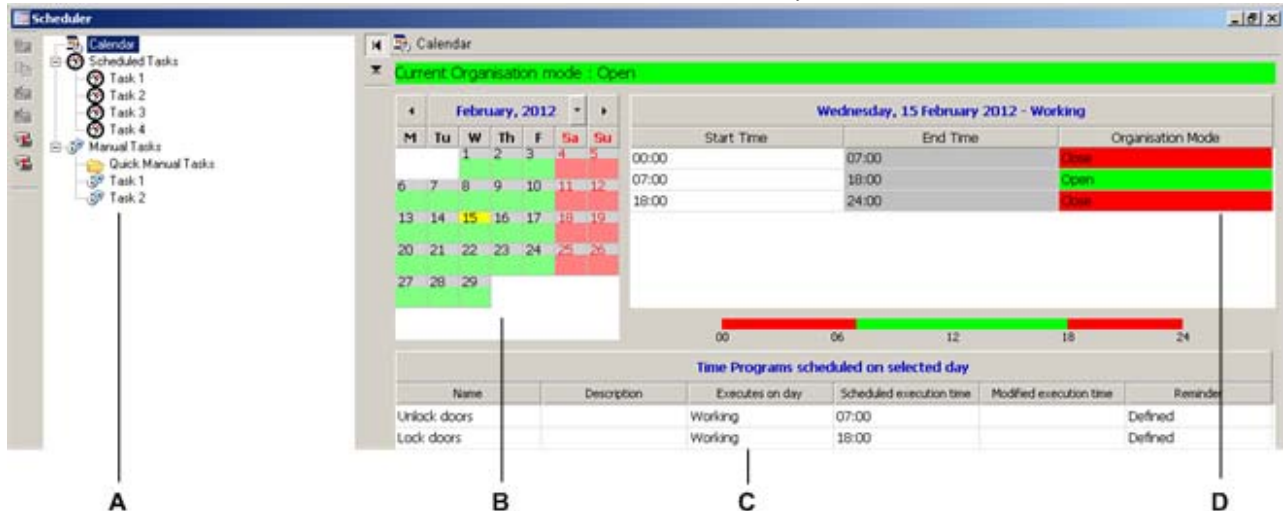 Scheduler
Calendar
Scheduled Tasks
Task 1
Task 2
Task 3
Task 4
Manual Tasks
Quick Manual Tasks
Task 1
Task 2
Calendar
Current Organisation mode : Open
February, 2012
M Tu W Th F Sa Su
1 2 3 4 5
6 7 8 9 10 11 12
13 14 15 16 17 18 19
20 21 22 23 24 25 26
27 28 29
Wednesday, 15 February 2012 - Working
Start Time End Time Organisation Mode
00:00 07:00 Close
07:00 18:00 Open
18:00 24:00 Close
00 06 12 18 24
Time Programs scheduled on selected day
Name Description Executes on day Scheduled execution time Modified execution time Reminder
Unlock doors Working 07:00 Defined
Lock doors Working 18:00 Defined
A B C D